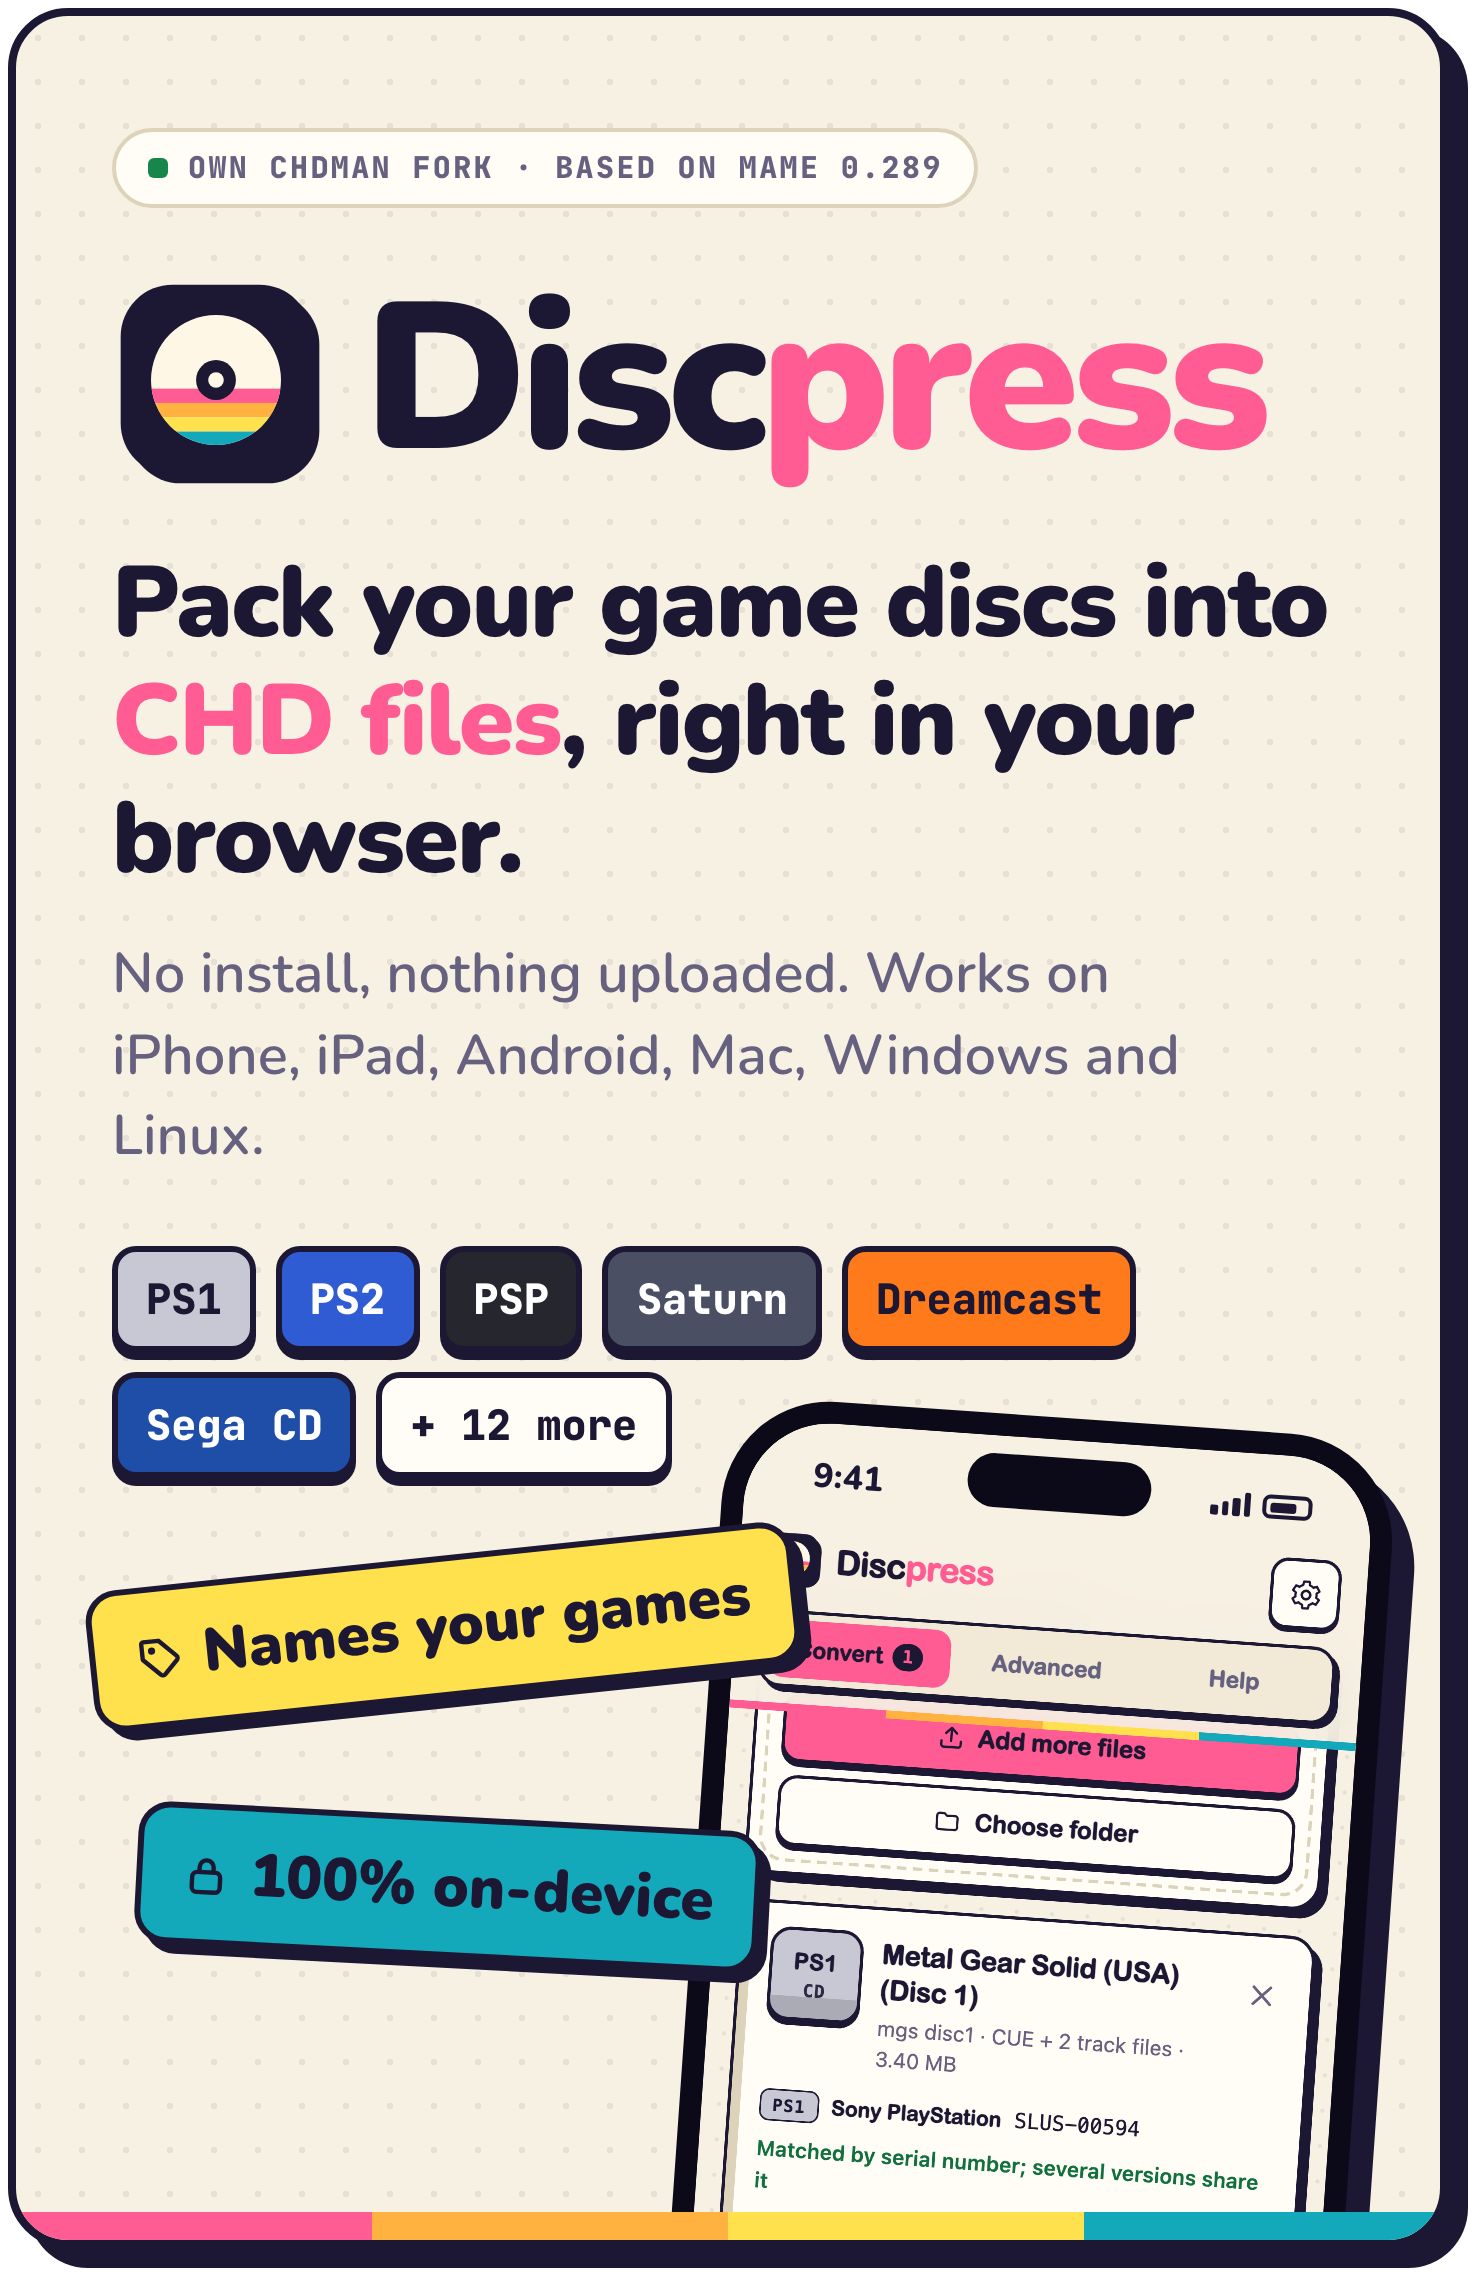 OWN CHDMAN FORK · BASED ON MAME 0.289
Discpress
Pack your game discs into
CHD files, right in your
browser.
No install, nothing uploaded. Works on
iPhone, iPad, Android, Mac, Windows and
Linux.
PS1 PS2 PSP Saturn Dreamcast
Sega CD + 12 more
9:41
Names your games
Discpress
onvert 1 Advanced Help
Add more files
Choose folder
100% on-device
PS1
CD
Metal Gear Solid (USA)
(Disc 1)
mgs disc1 · CUE + 2 track files ·
3.40 MB
PS1 Sony PlayStation SLUS-00594
Matched by serial number; several versions share
it